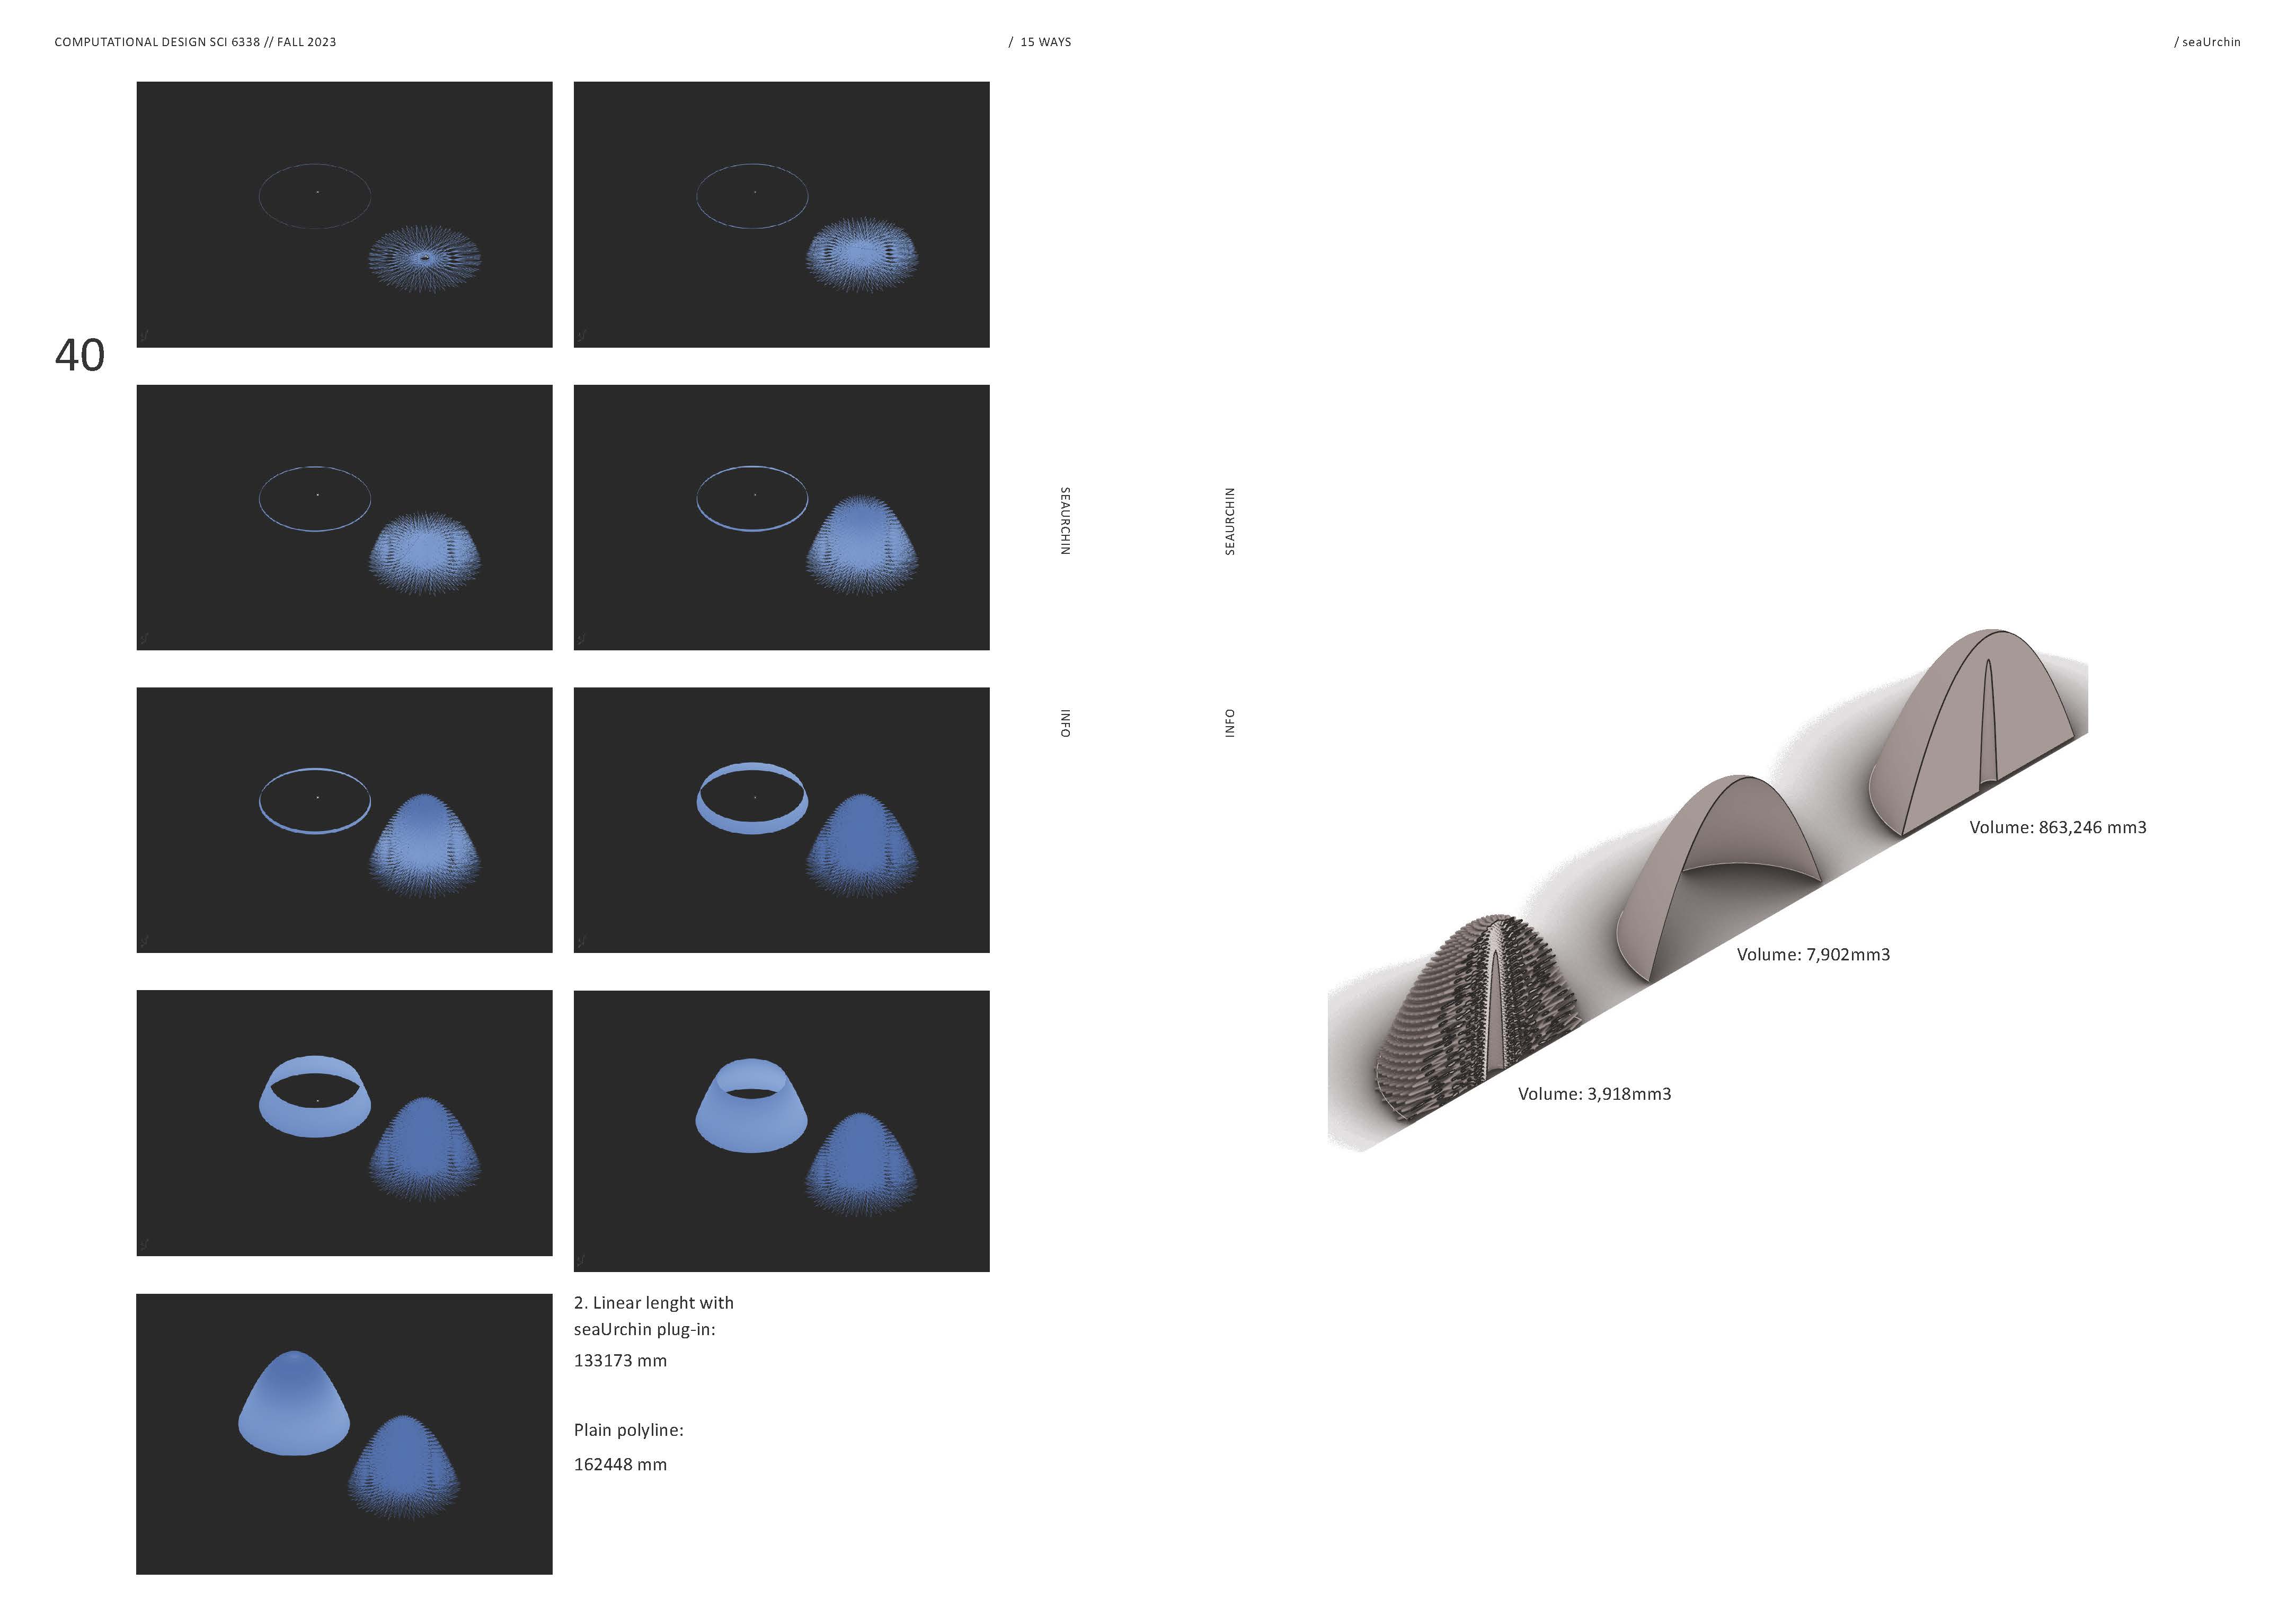 COMPUTATIONAL DESIGN SCI 6338 // FALL 2023
/ 15 WAYS
/ seaUrchin
40
SEAURCHIN
INFO
SEAURCHIN
INFO
Volume: 863,246 mm3
Volume: 7,902mm3
Volume: 3,918mm3
2. Linear lenght with
seaUrchin plug-in:
133173 mm
Plain polyline:
162448 mm